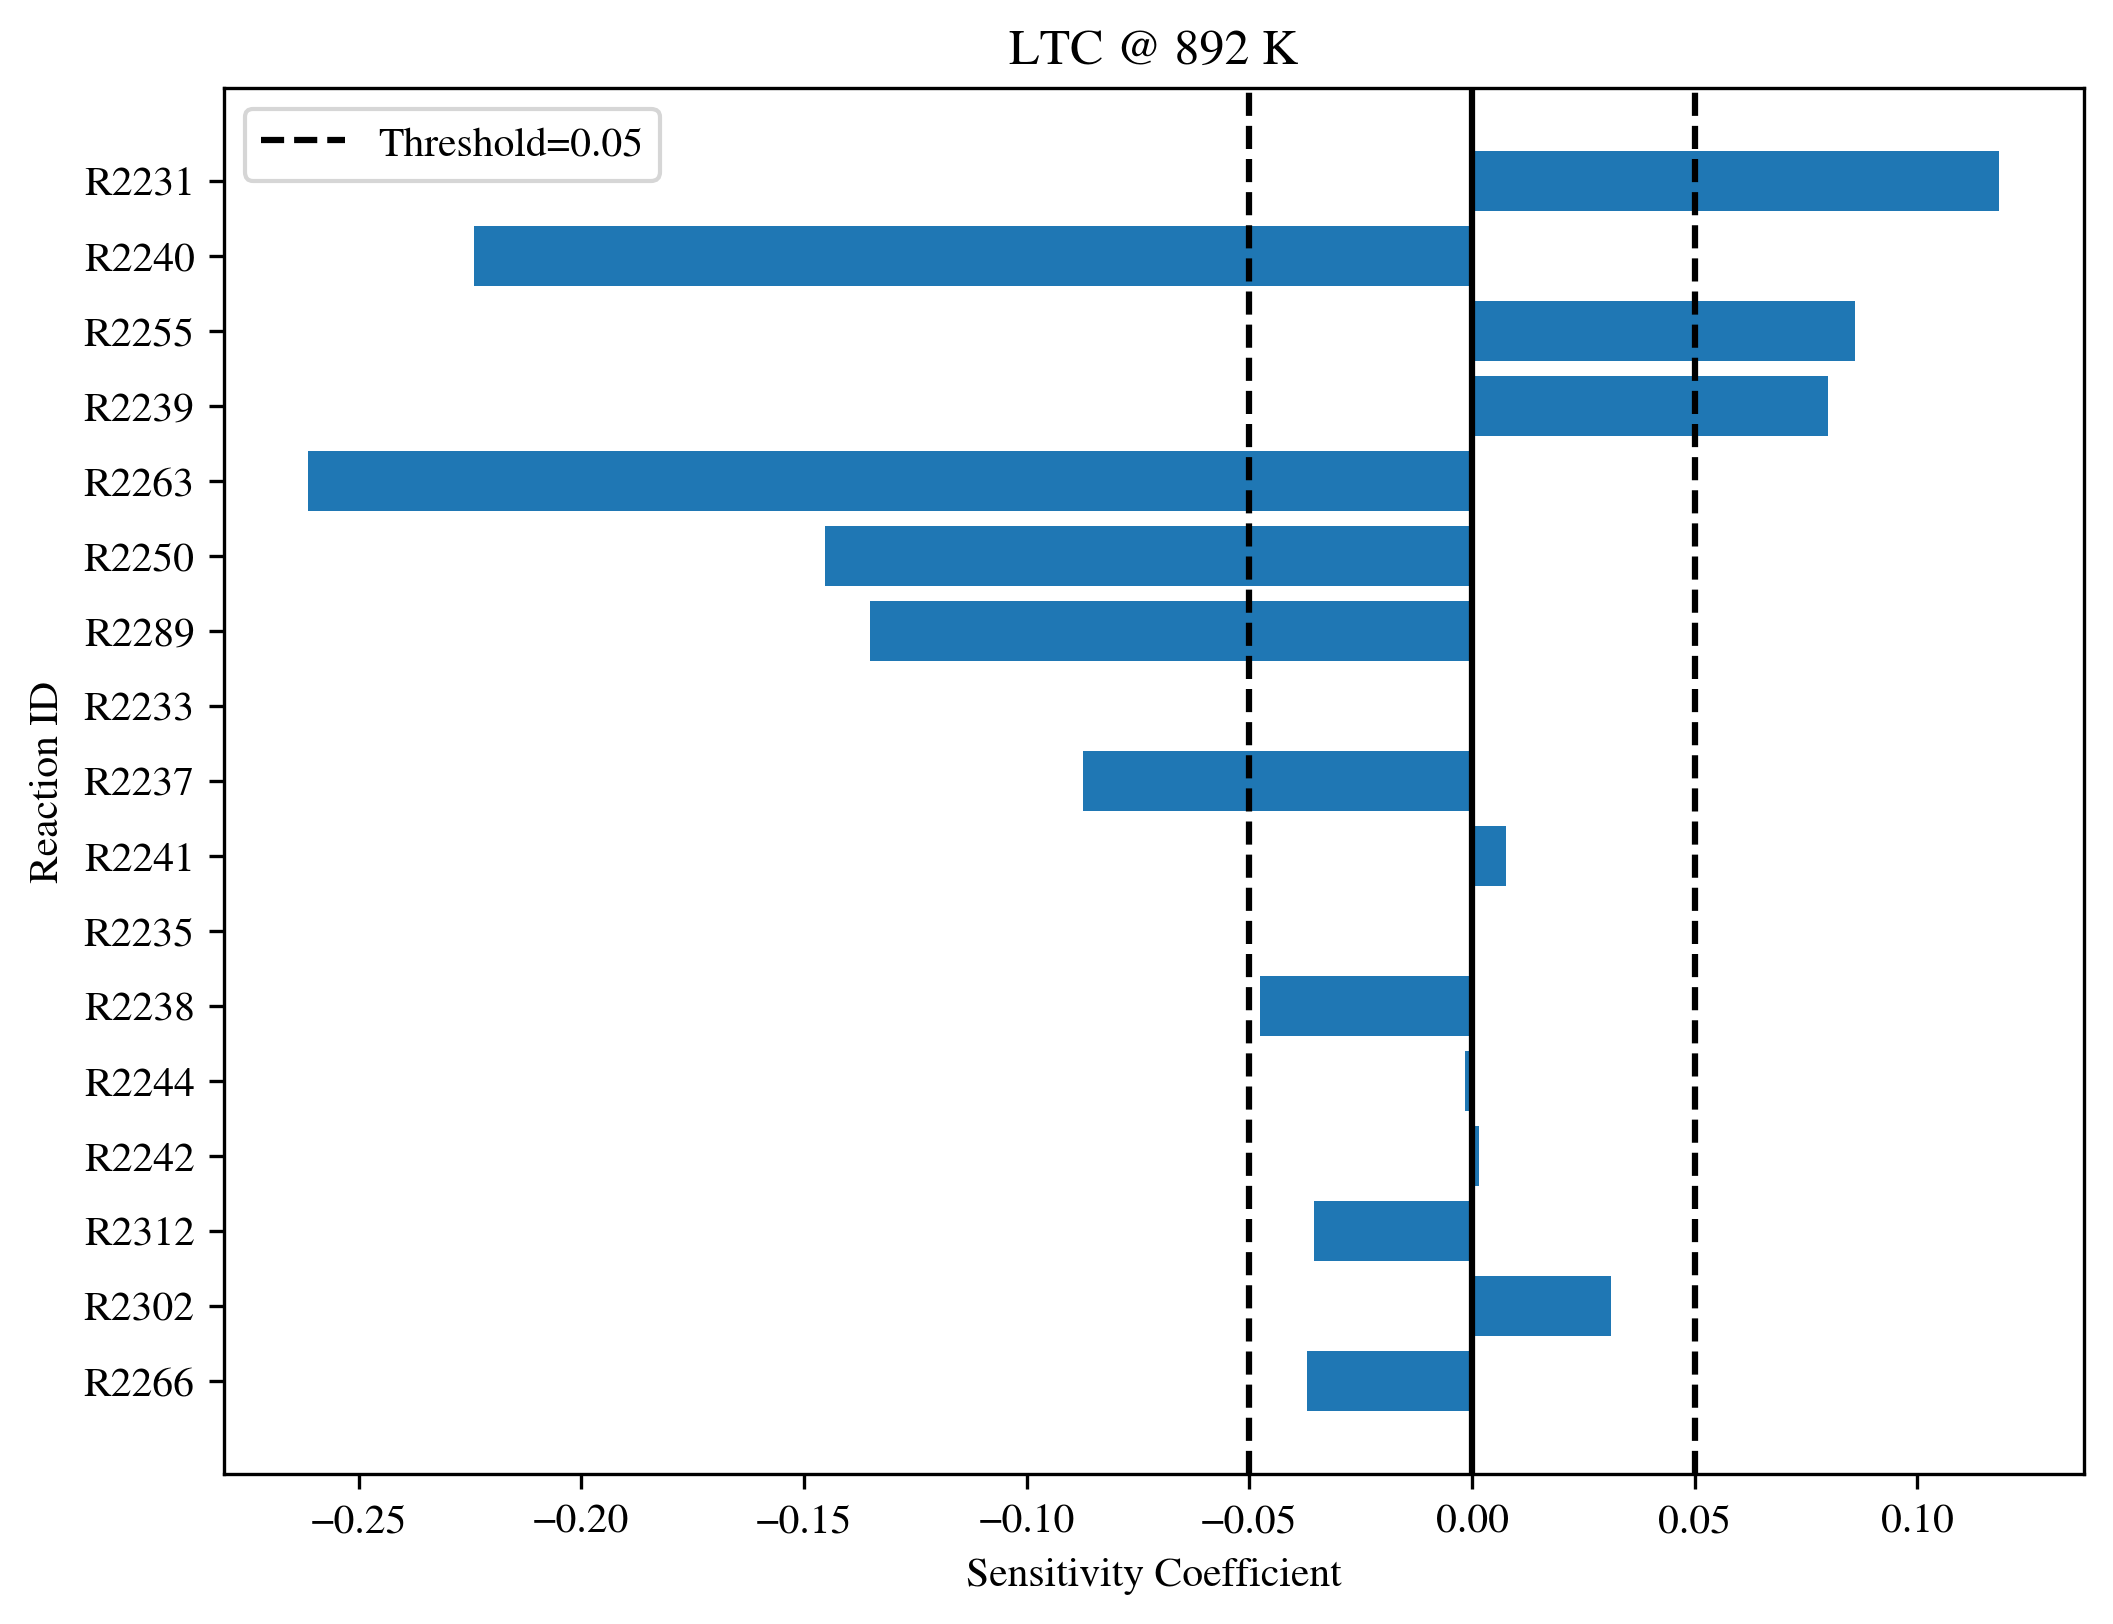 LTC @ 892 K
Threshold=0.05
Reaction ID
R2231
R2240
R2255
R2239
R2263
R2250
R2289
R2233
R2237
R2241
R2235
R2238
R2244
R2242
R2312
R2302
R2266
−0.25 −0.20 −0.15 −0.10 −0.05 0.00 0.05 0.10
Sensitivity Coefficient